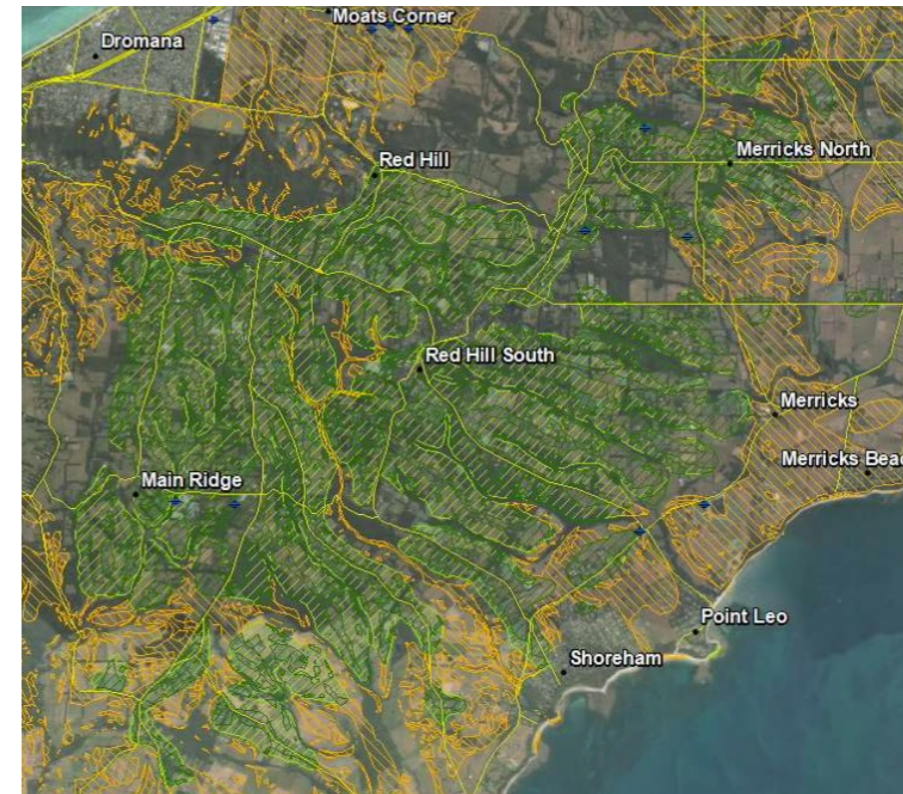 Moats Corner
Dromana
Red Hill
Merricks North
Red Hill South
Merricks
Merricks Beac
Main Ridge
Point Leo
Shoreham